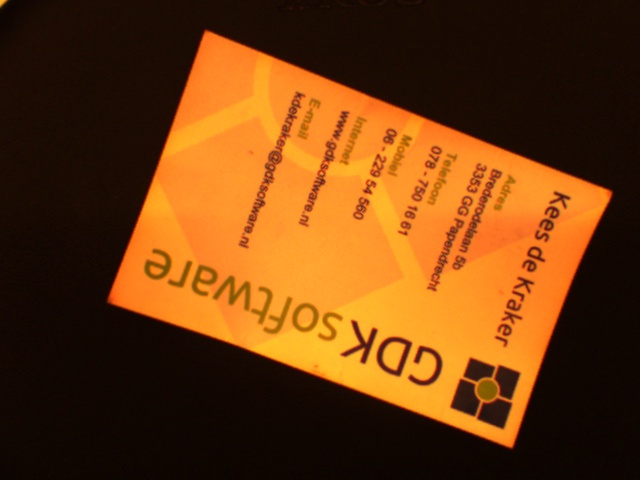 GDK software
Kees de Kraker
Adres
Brederodelaan 5b
3353 GG Papendrecht
Telefoon
078 - 750 16 61
Mobiel
06 - 229 54 560
Internet
www.gdksoftware.nl
E-mail
kdekraker@gdksoftware.nl